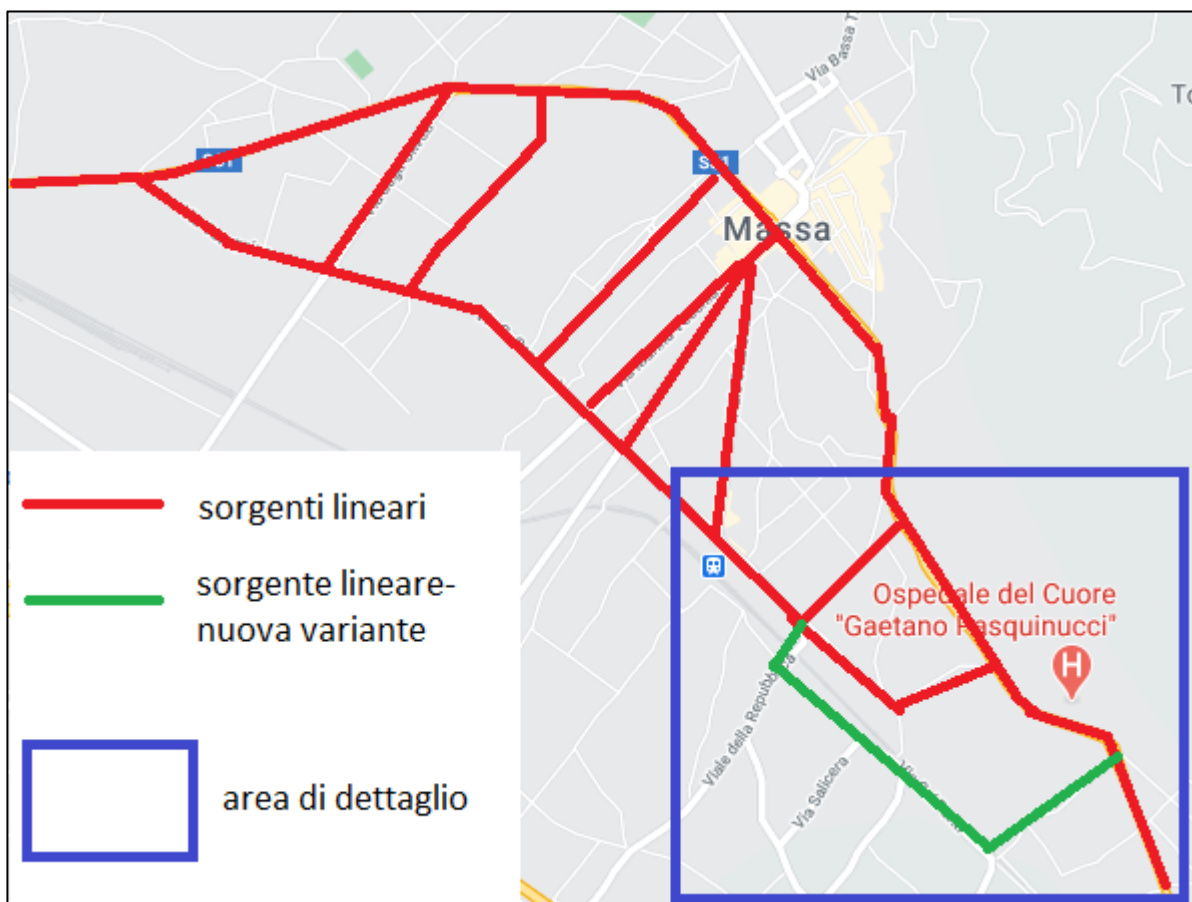 Via Bassa T
To
SS1
Massa
sorgenti lineari
sorgente lineare-
nuova variante
area di dettaglio
Ospedale del Cuore
"Gaetano Pasquinucci"
H
Viale della Repubblica
Via Salicera